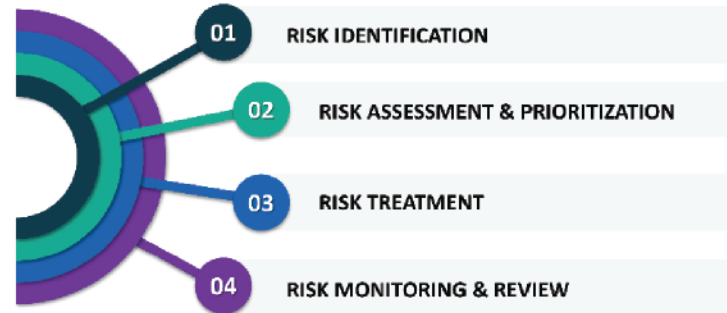 01 RISK IDENTIFICATION
02 RISK ASSESSMENT & PRIORITIZATION
03 RISK TREATMENT
04 RISK MONITORING & REVIEW